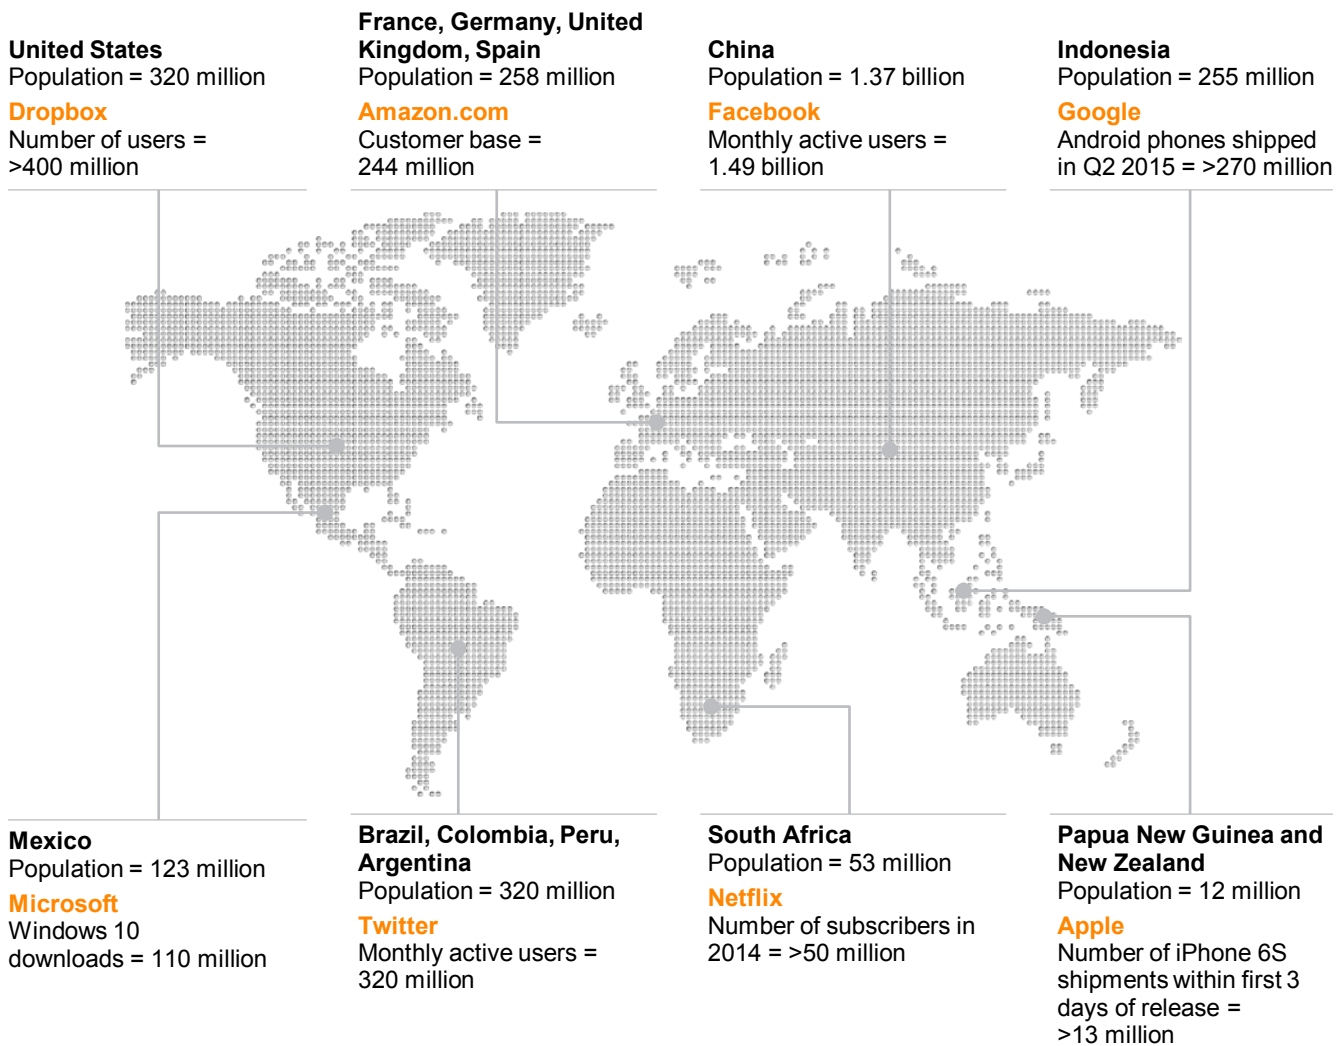 United States
Population = 320 million
Dropbox
Number of users =
>400 million
France, Germany, United
Kingdom, Spain
Population = 258 million
Amazon.com
Customer base =
244 million
China
Population = 1.37 billion
Facebook
Monthly active users =
1.49 billion
Indonesia
Population = 255 million
Google
Android phones shipped
in Q2 2015 = >270 million
Mexico
Population = 123 million
Microsoft
Windows 10
downloads = 110 million
Brazil, Colombia, Peru,
Argentina
Population = 320 million
Twitter
Monthly active users =
320 million
South Africa
Population = 53 million
Netflix
Number of subscribers in
2014 = >50 million
Papua New Guinea and
New Zealand
Population = 12 million
Apple
Number of iPhone 6S
shipments within first 3
days of release =
>13 million